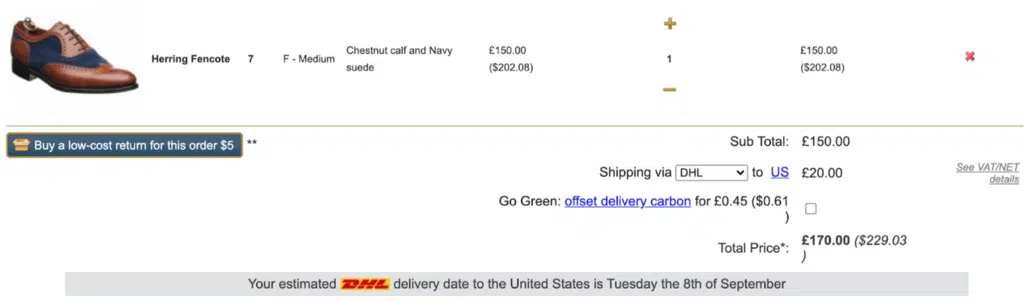 Herring Fencote 7 F - Medium Chestnut calf and Navy suede £150.00 ($202.08) 1 £150.00 ($202.08)
Buy a low-cost return for this order $5 **
Sub Total: £150.00
Shipping via DHL to US £20.00
See VAT/NET details
Go Green: offset delivery carbon for £0.45 ($0.61 )
Total Price*: £170.00 ($229.03 )
Your estimated DHL delivery date to the United States is Tuesday the 8th of September